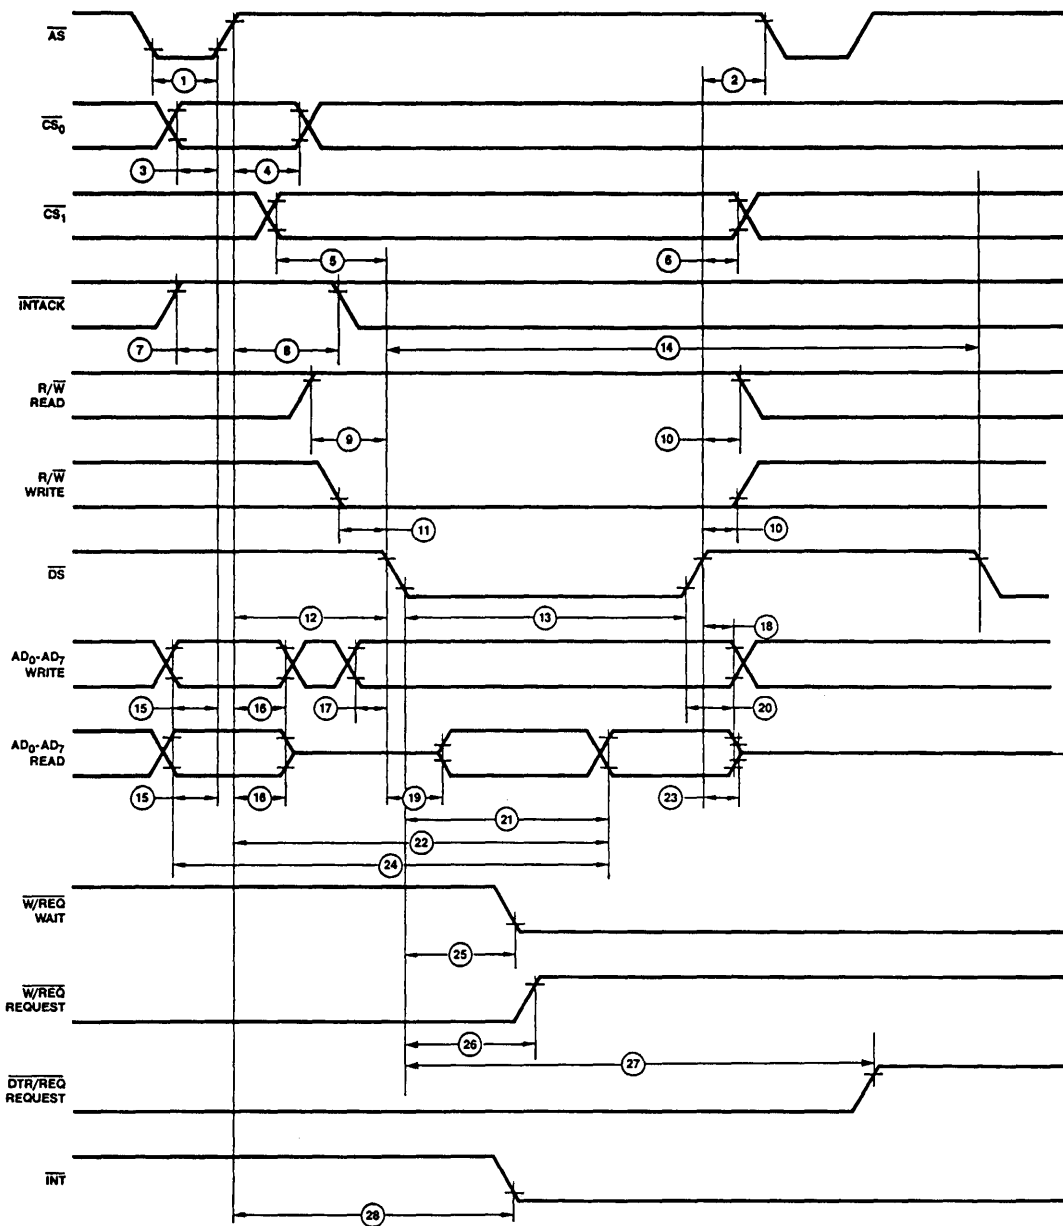 AS
1
2
CS0
3
4
CS1
5
6
INTACK
7
8
14
R/W
READ
9
10
R/W
WRITE
11
10
DS
12
13
18
AD0-AD7
WRITE
15
16
17
20
AD0-AD7
READ
15
16
19
23
21
22
24
W/REQ
WAIT
25
W/REQ
REQUEST
26
27
DTR/REQ
REQUEST
INT
28